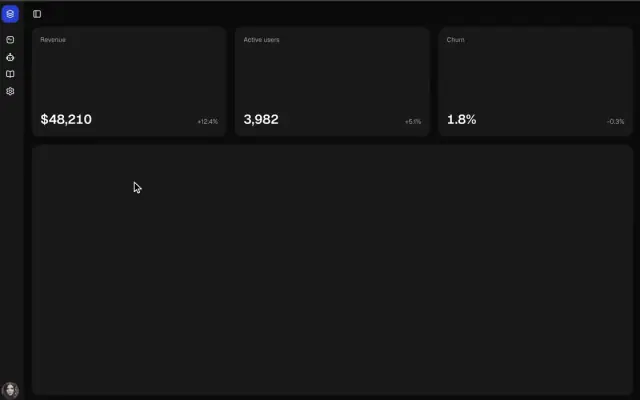 Revenue
Active users
Churn
$48,210
+12.4%
3,982
+5.1%
1.8%
-0.3%